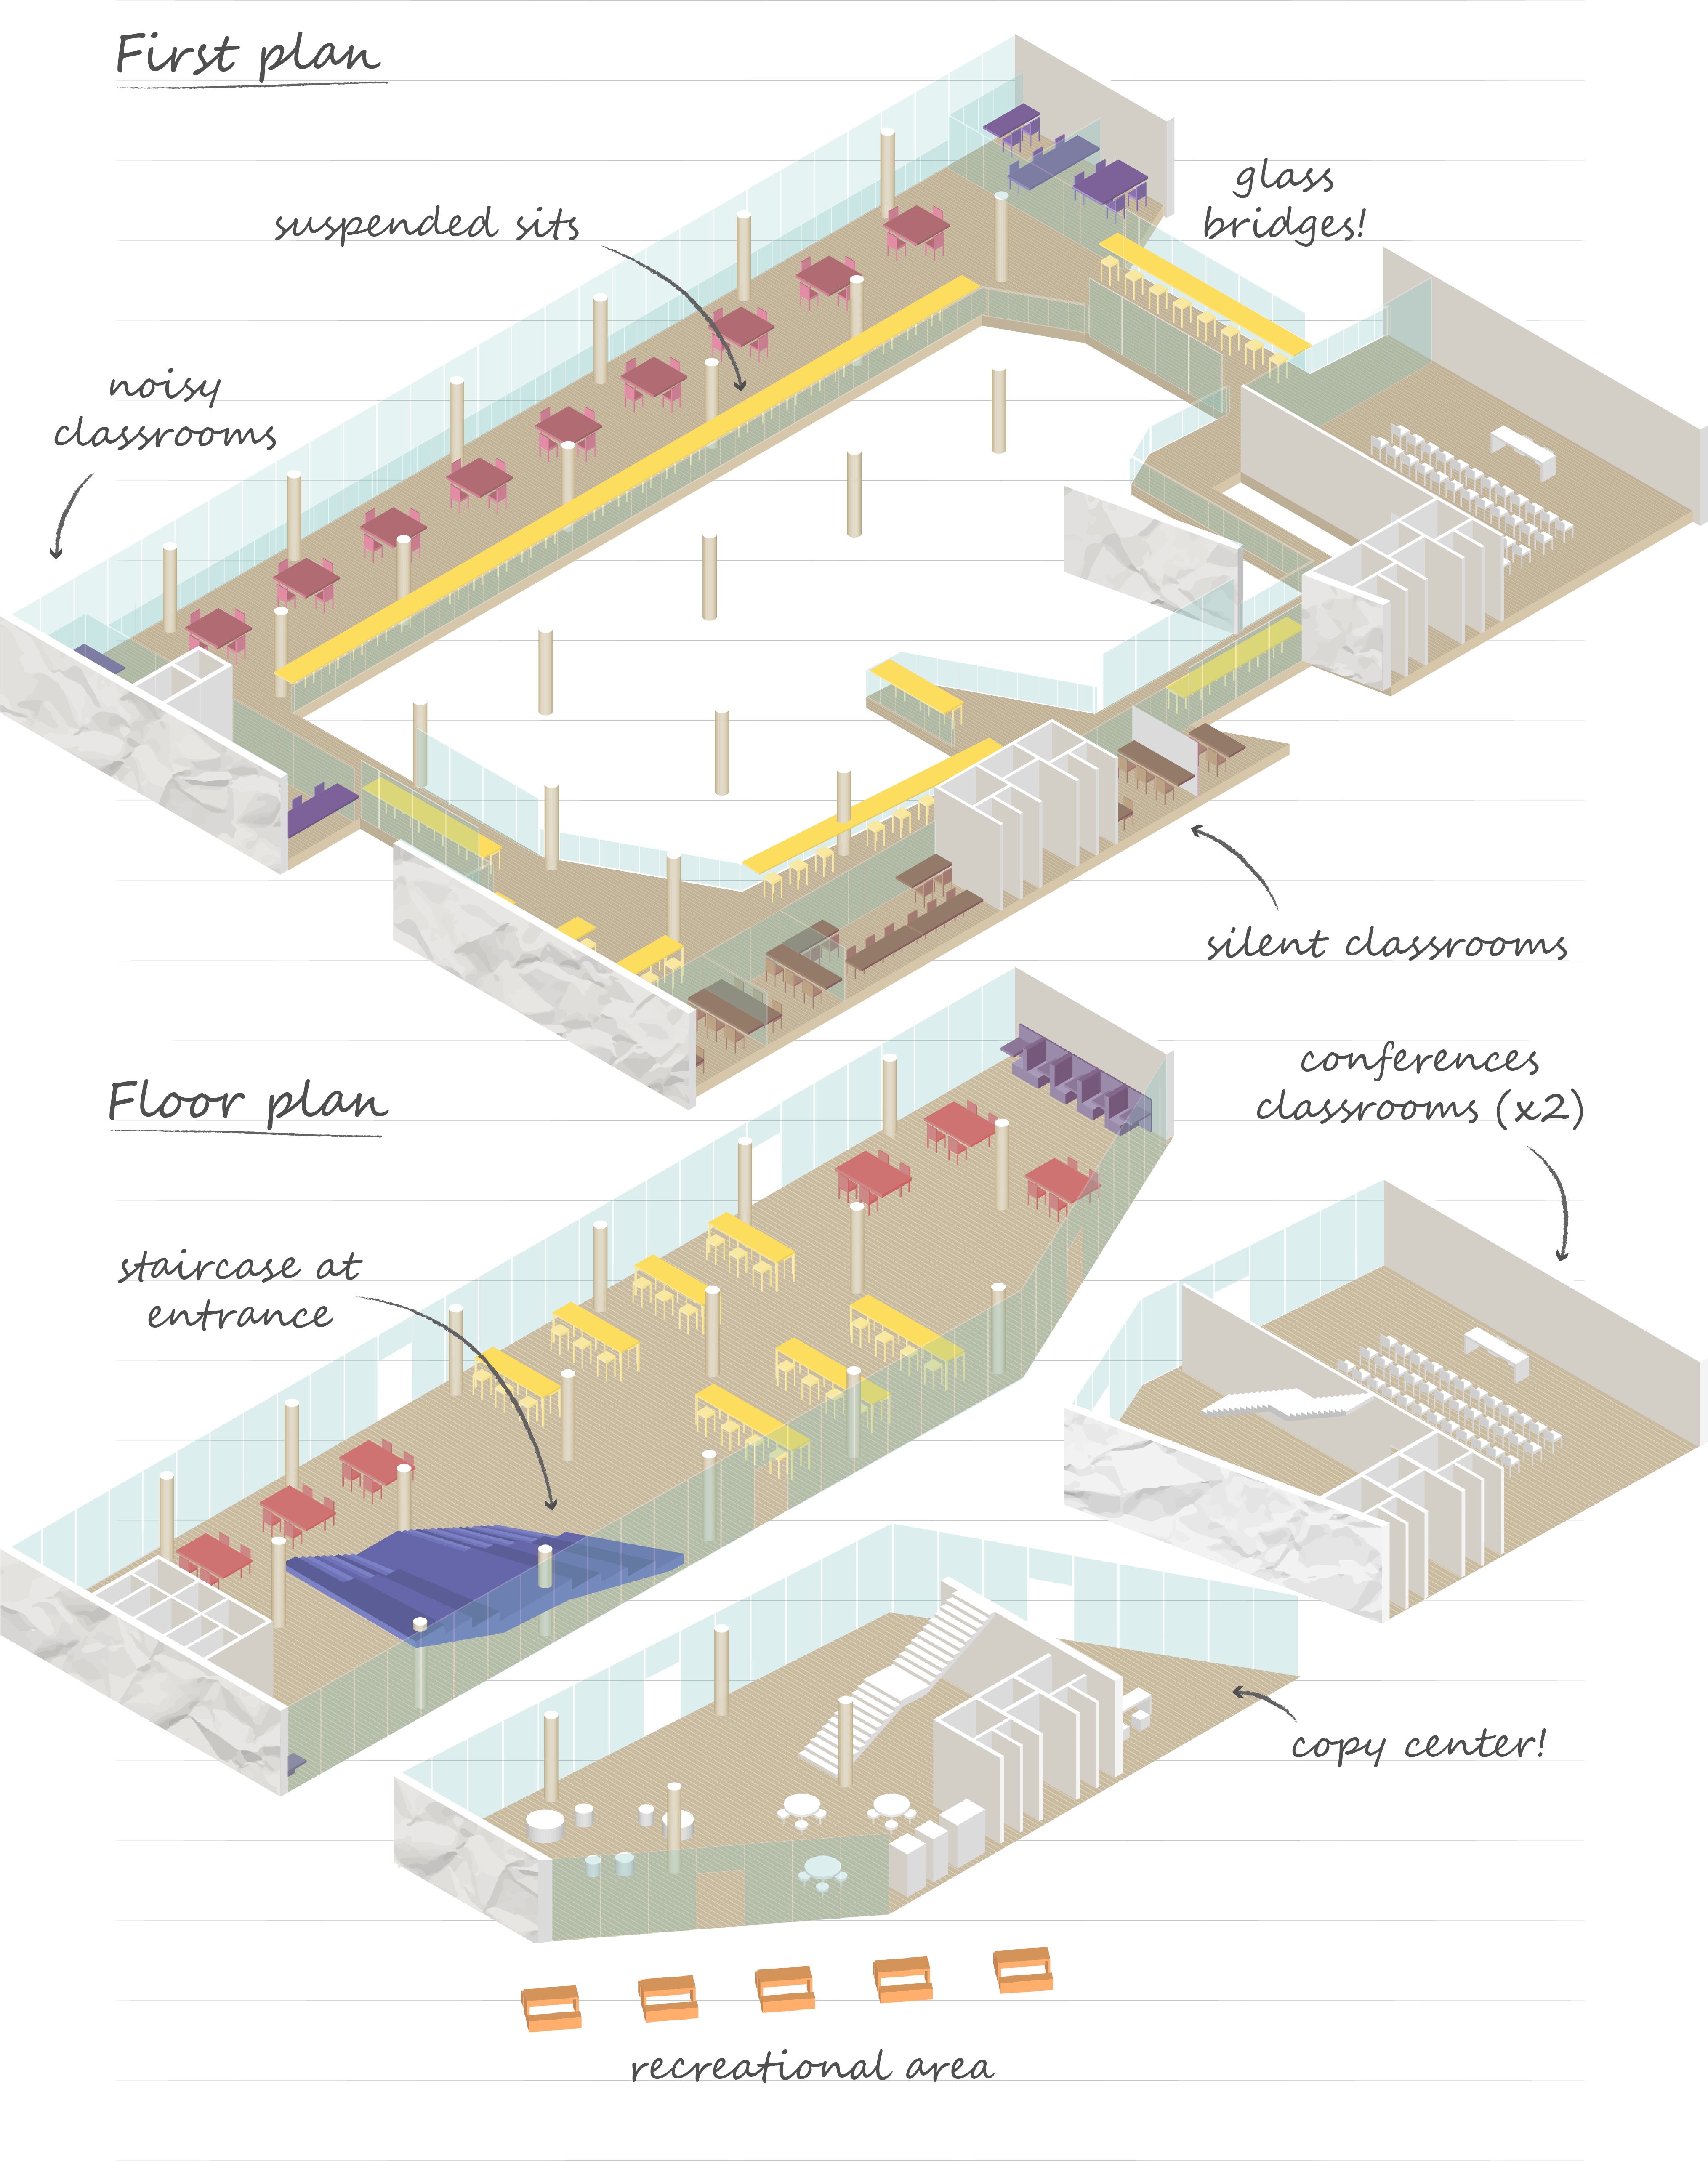 First plan
glass
bridges!
suspended sits
noisy
classrooms
silent classrooms
conferences
classrooms (x2)
Floor plan
staircase at
entrance
copy center!
recreational area